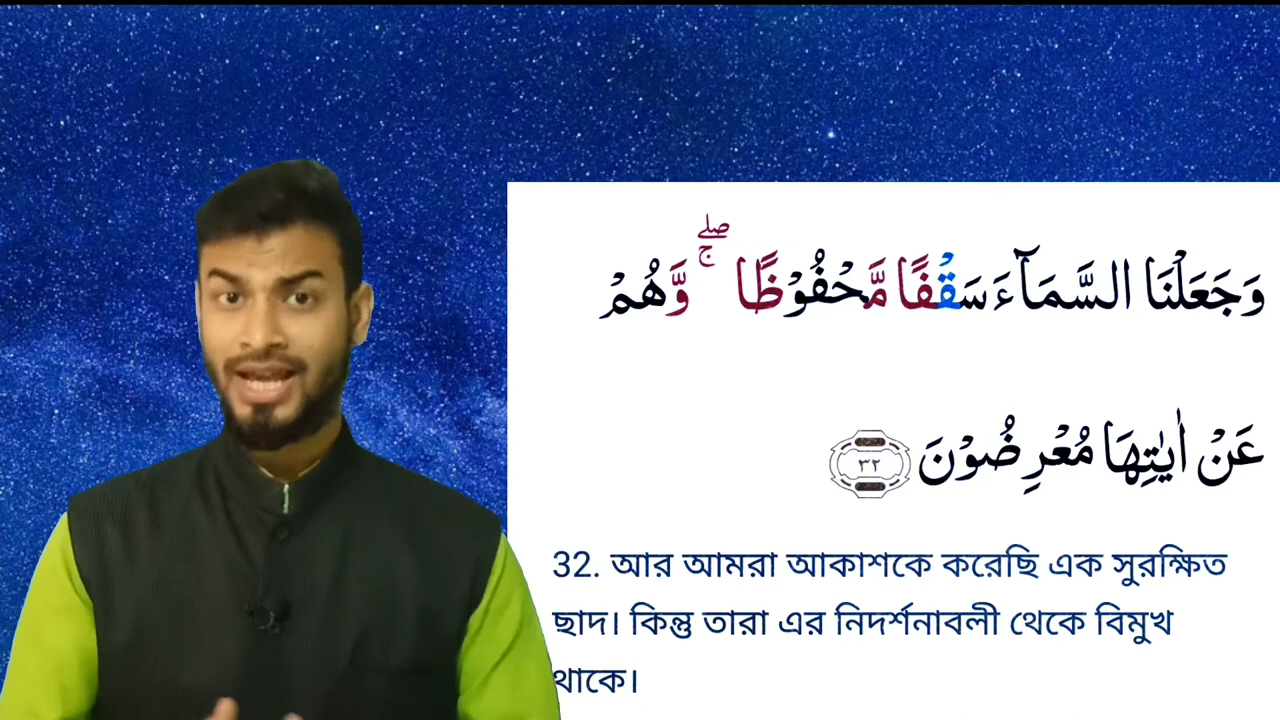 وَجَعَلْنَا السَّمَآءَ سَقْفًا مَّحْفُوْظًا ۚۖ وَّهُمْ
عَنْ اٰيٰتِهَا مُعْرِضُوْنَ ٣٢
32. আর আমরা আকাশকে করেছি এক সুরক্ষিত
ছাদ। কিন্তু তারা এর নিদর্শনাবলী থেকে বিমুখ
থাকে।